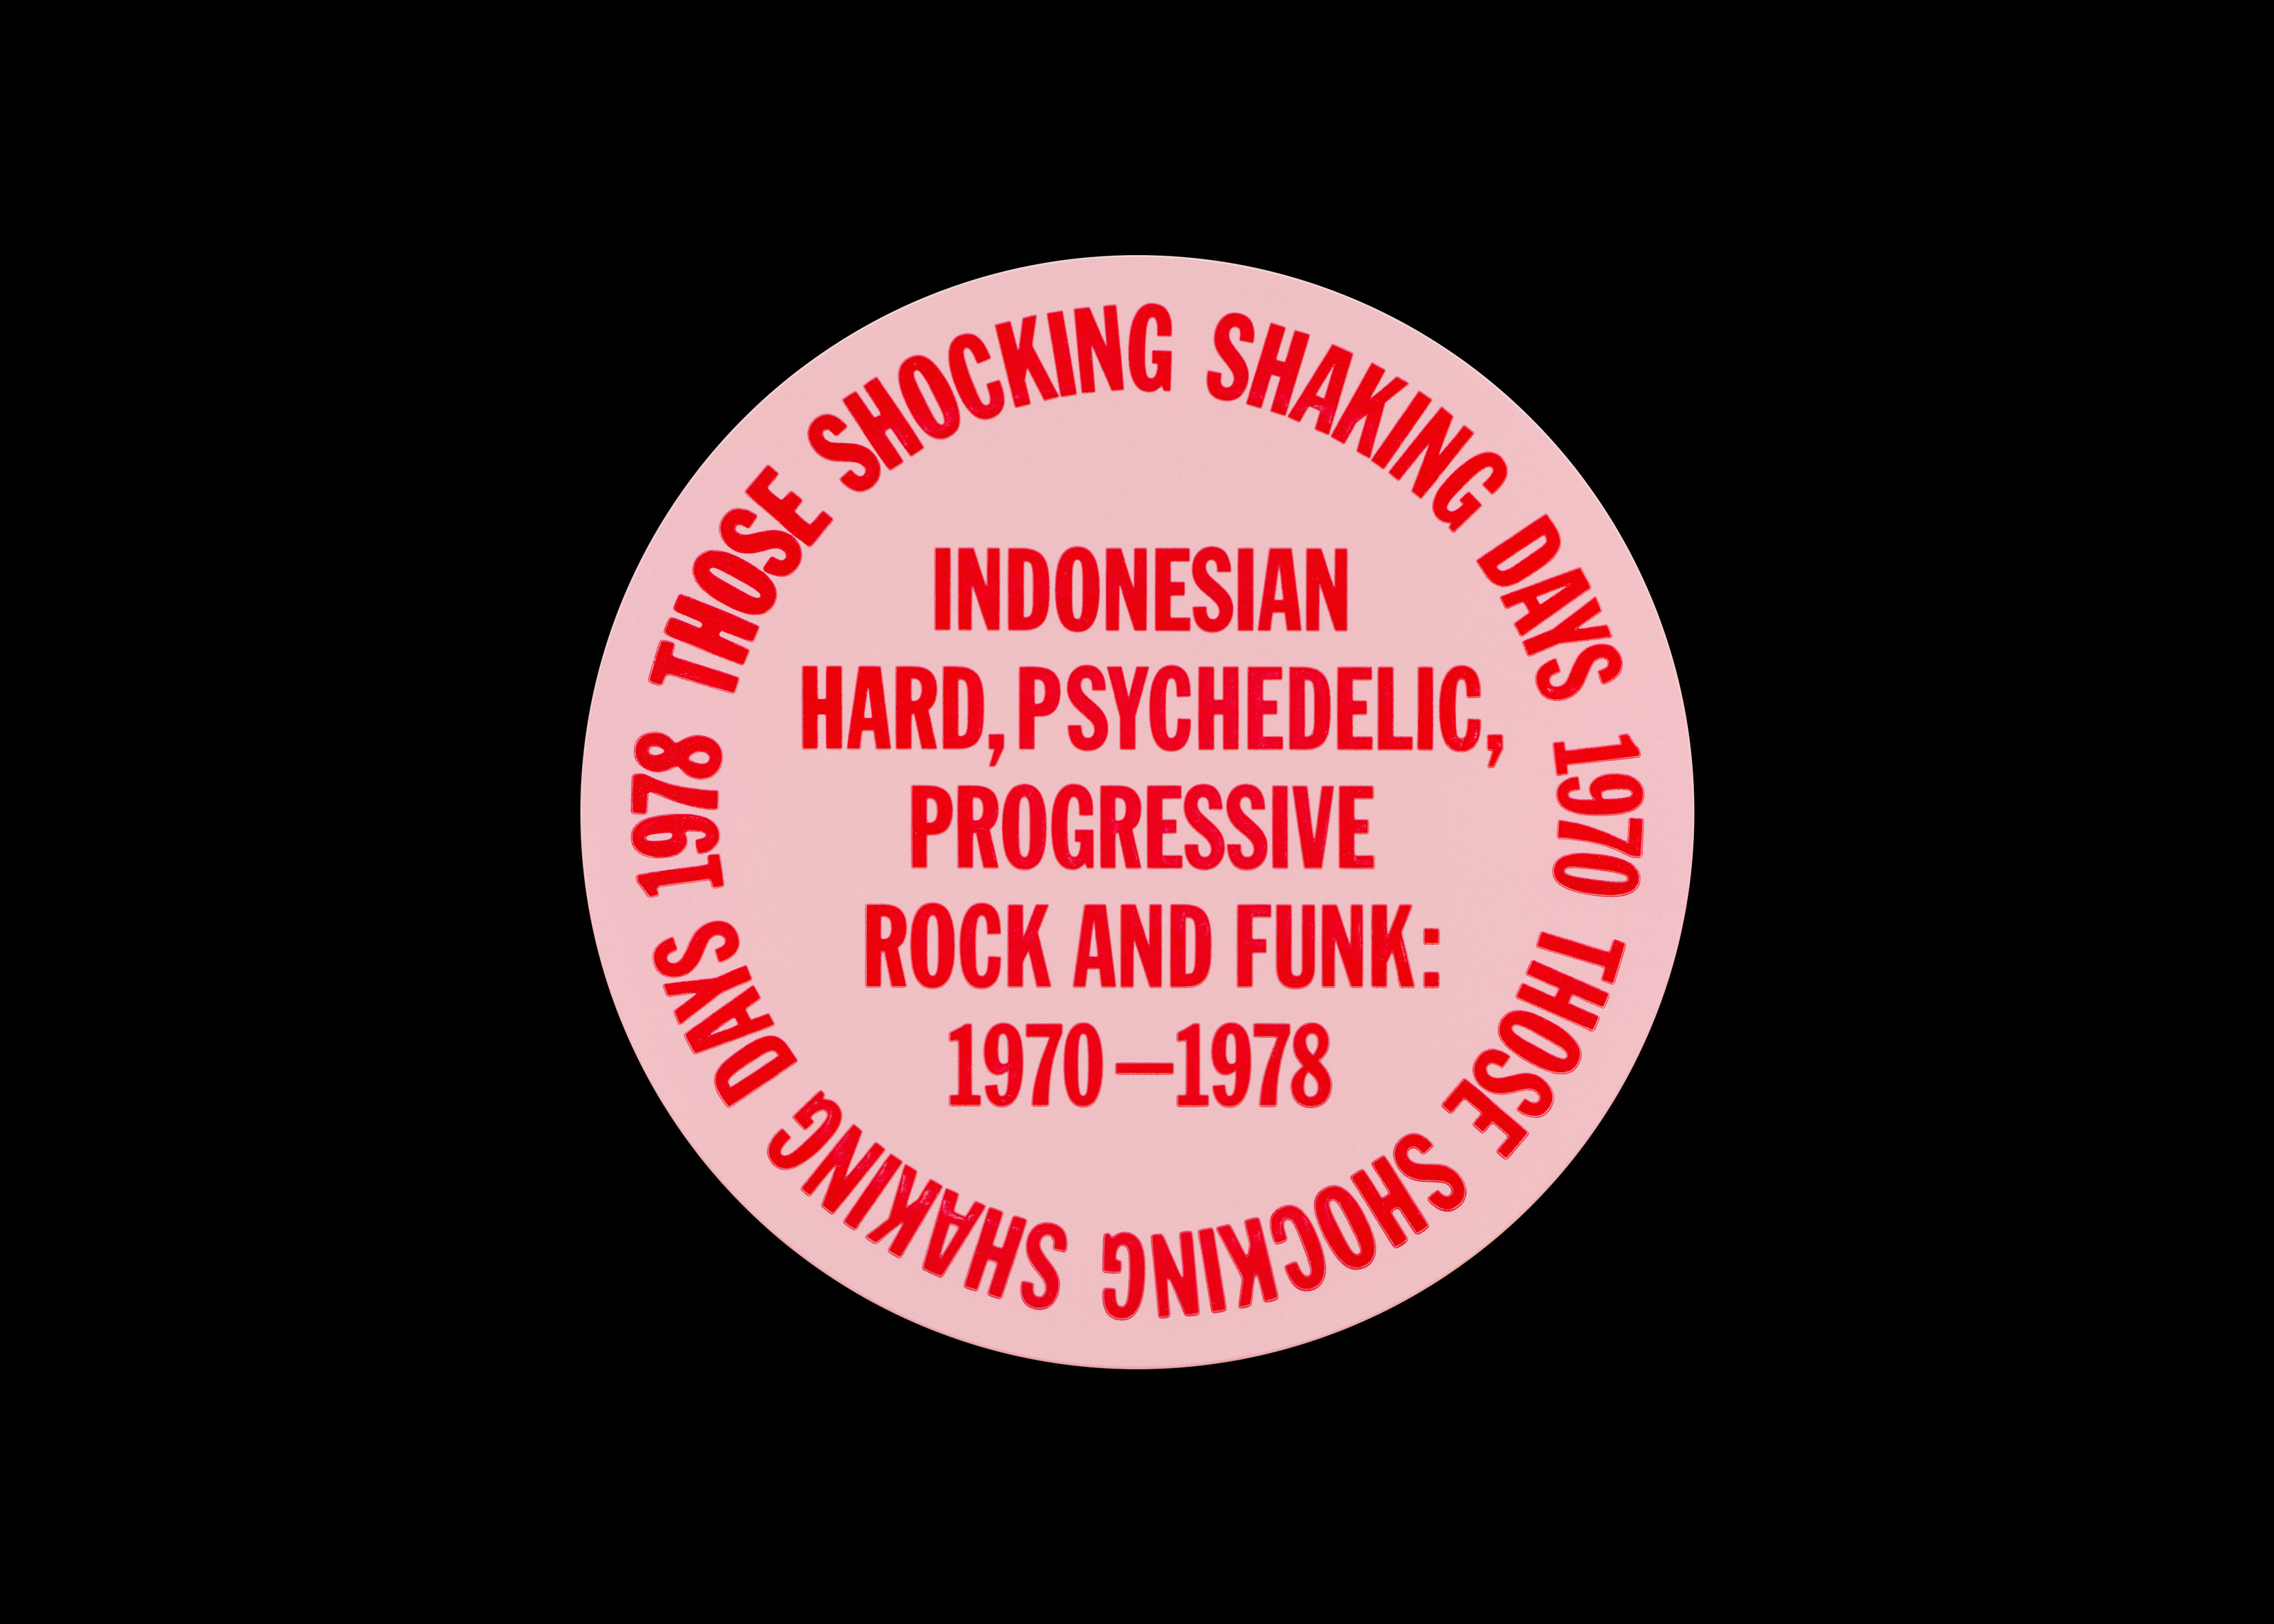 THOSE SHOCKING SHAKING DAYS 1970 THOSE SHOCKING SHAKING DAYS 1978
INDONESIAN
HARD, PSYCHEDELIC,
PROGRESSIVE
ROCK AND FUNK:
1970—1978